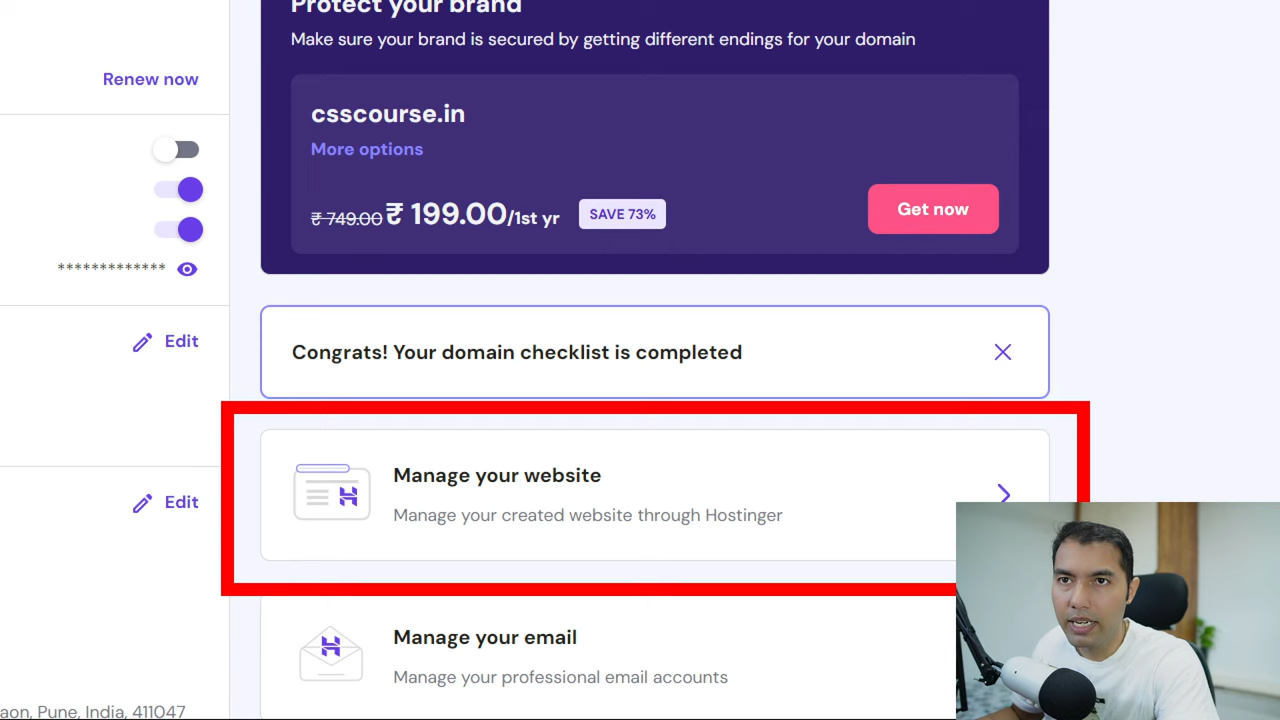 Protect your brand
Make sure your brand is secured by getting different endings for your domain
Renew now
csscourse.in
More options
₹ 749.00 ₹ 199.00/1st yr
SAVE 73%
Get now
*************
Edit
Congrats! Your domain checklist is completed
Manage your website
Manage your created website through Hostinger
Edit
Manage your email
Manage your professional email accounts
aon, Pune, India, 411047